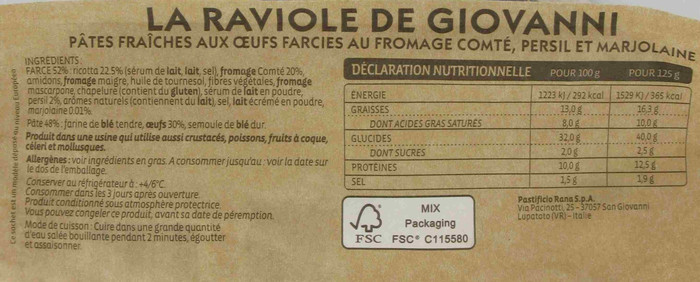 LA RAVIOLE DE GIOVANNI
PÂTES FRAÎCHES AUX ŒUFS FARCIES AU FROMAGE COMTÉ, PERSIL ET MARJOLAINE
INGRÉDIENTS:
FARCE 52% : ricotta 22.5% (sérum de lait, lait, sel), fromage Comté 20%,
amidons, fromage maigre, huile de tournesol, fibres végétales, fromage
mascarpone, chapelure (contient du gluten), sérum de lait en poudre,
persil 2%, arômes naturels (contiennent du lait), sel, lait écrémé en poudre,
marjolaine 0.01%.
Pâte 48% : farine de blé tendre, œufs 30%, semoule de blé dur.
Produit dans une usine qui utilise aussi crustacés, poissons, fruits à coque,
céleri et mollusques.
Allergènes : voir ingrédients en gras. A consommer jusqu'au : voir la date sur
le dos de l'emballage.
Conserver au réfrigérateur à : +4/6°C
Consommer dans les 3 jours après ouverture.
Produit conditionné sous atmosphère protectrice.
Vous pouvez congeler ce produit, avant sa date de péremption.
Mode de cuisson : Cuire dans une grande quantité
d'eau salée bouillante pendant 2 minutes, égoutter
et assaisonner.
Ce sachet est un modèle déposé au niveau Européen
DÉCLARATION NUTRITIONNELLE POUR 100 g POUR 125 g
ÉNERGIE 1223 kJ / 292 kcal 1529 KJ / 365 kcal
GRAISSES 13,0 g 16,3 g
DONT ACIDES GRAS SATURÉS 8,0 g 10,0 g
GLUCIDES 32,0 g 40,0 g
DONT SUCRES 2,0 g 2,5 g
PROTÉINES 10,0 g 12,5 g
SEL 1,5 g 1,9 g
MIX
Packaging
FSC FSC® C115580
Pastificio Rana S.p.A.
Via Pacinotti, 25 - 37057 San Giovanni
Lupatoto (VR) - Italie